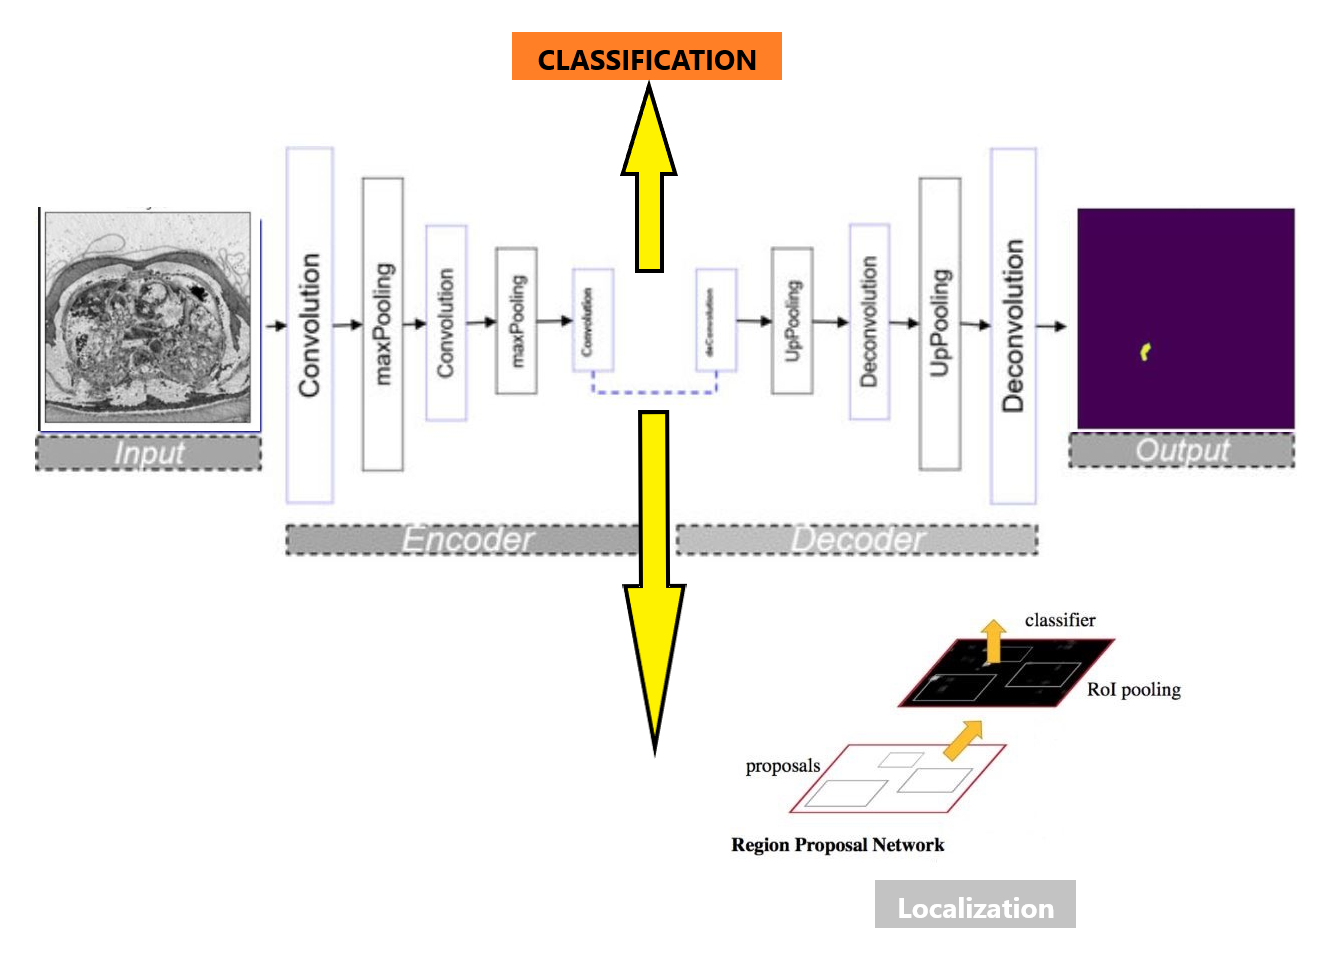 CLASSIFICATION
Convolution
maxPooling
Convolution
maxPooling
Convolution
deConvolution
UpPooling
Deconvolution
UpPooling
Deconvolution
Input
Output
Encoder
Decoder
classifier
RoI pooling
proposals
Region Proposal Network
Localization